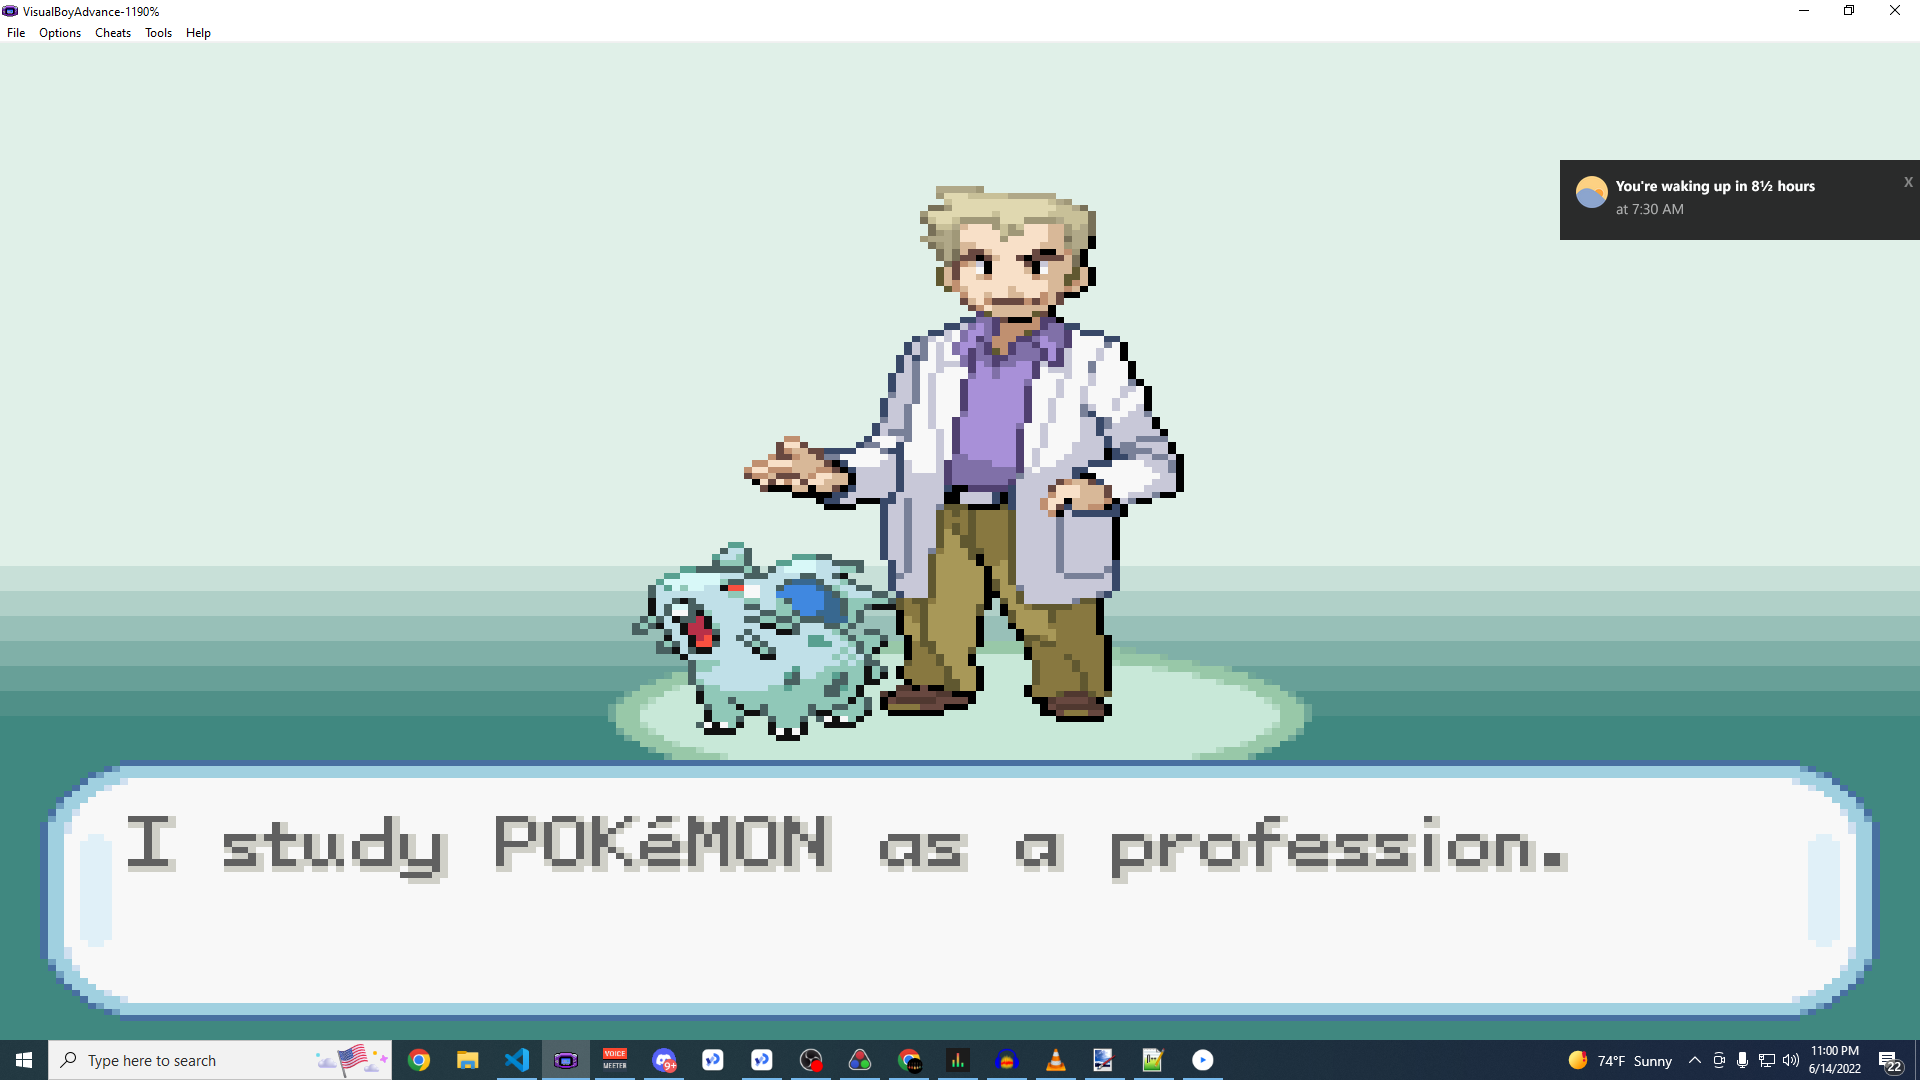 VisualBoyAdvance-1190%
File Options Cheats Tools Help
You're waking up in 8½ hours
X
at 7:30 AM
I study POKéMON as a profession.
Type here to search
VOICE
MEETER
9+
74°F Sunny
11:00 PM
6/14/2022
22